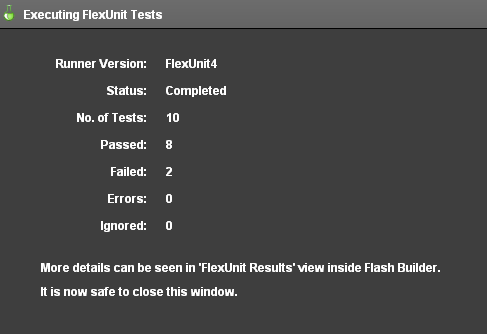 Executing FlexUnit Tests
Runner Version: FlexUnit4
Status: Completed
No. of Tests: 10
Passed: 8
Failed: 2
Errors: 0
Ignored: 0
More details can be seen in 'FlexUnit Results' view inside Flash Builder.
It is now safe to close this window.